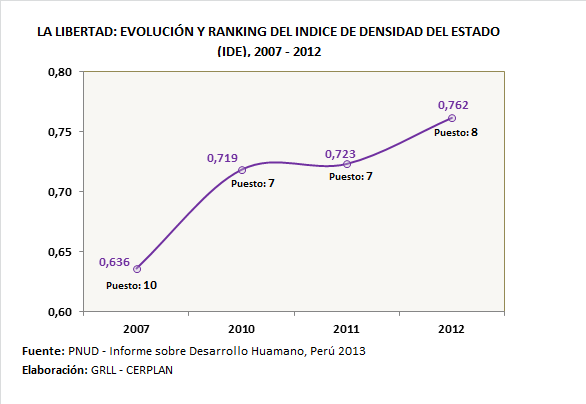 LA LIBERTAD: EVOLUCIÓN Y RANKING DEL INDICE DE DENSIDAD DEL ESTADO
(IDE), 2007 - 2012
0,80
0,75
0,70
0,65
0,60
0,636
Puesto: 10
0,719
Puesto: 7
0,723
Puesto: 7
0,762
Puesto: 8
2007 2010 2011 2012
Fuente: PNUD - Informe sobre Desarrollo Huamano, Perú 2013
Elaboración: GRLL - CERPLAN